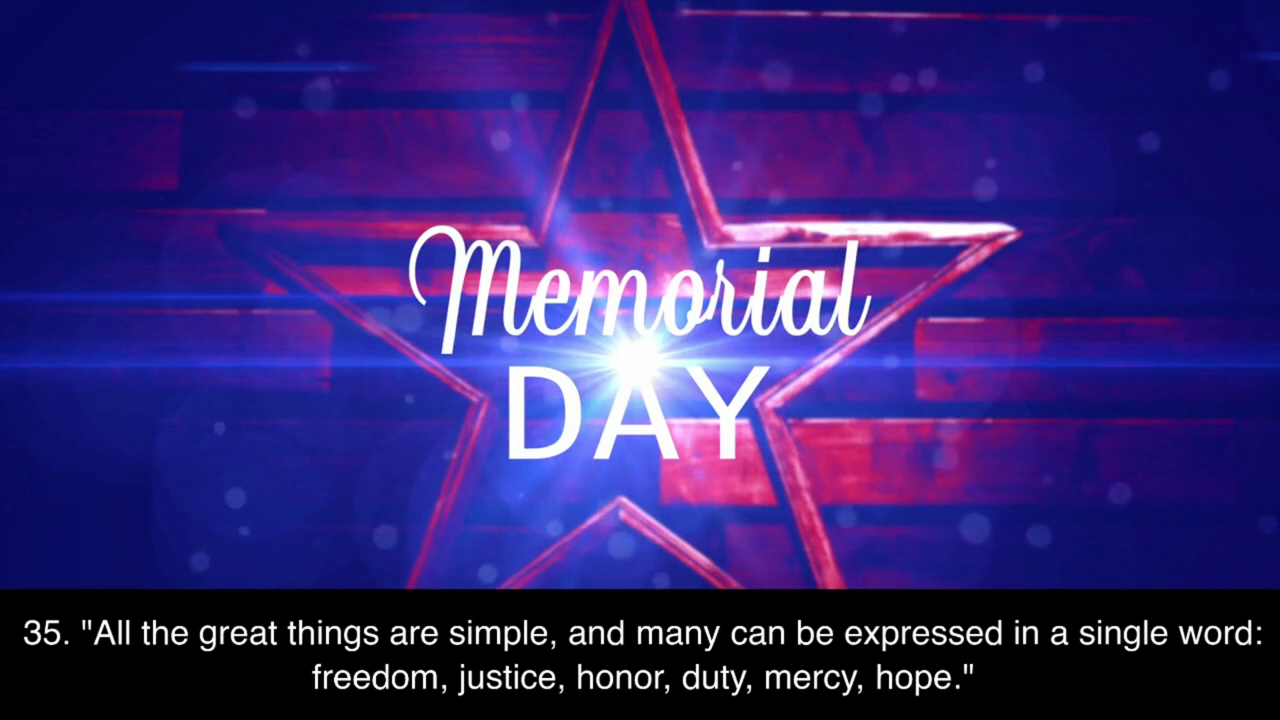 Memorial
DAY
35. "All the great things are simple, and many can be expressed in a single word:
freedom, justice, honor, duty, mercy, hope."